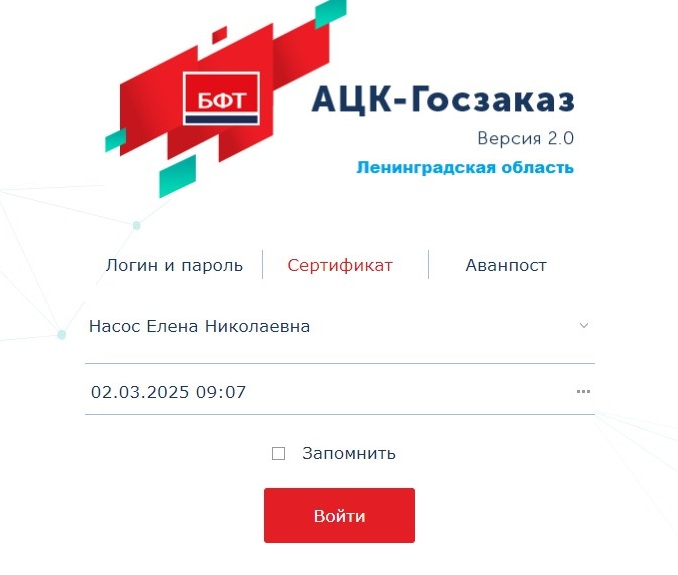 БФТ
АЦК-Госзаказ
Версия 2.0
Ленинградская область
Логин и пароль Сертификат Аванпост
Насос Елена Николаевна
02.03.2025 09:07
Запомнить
Войти